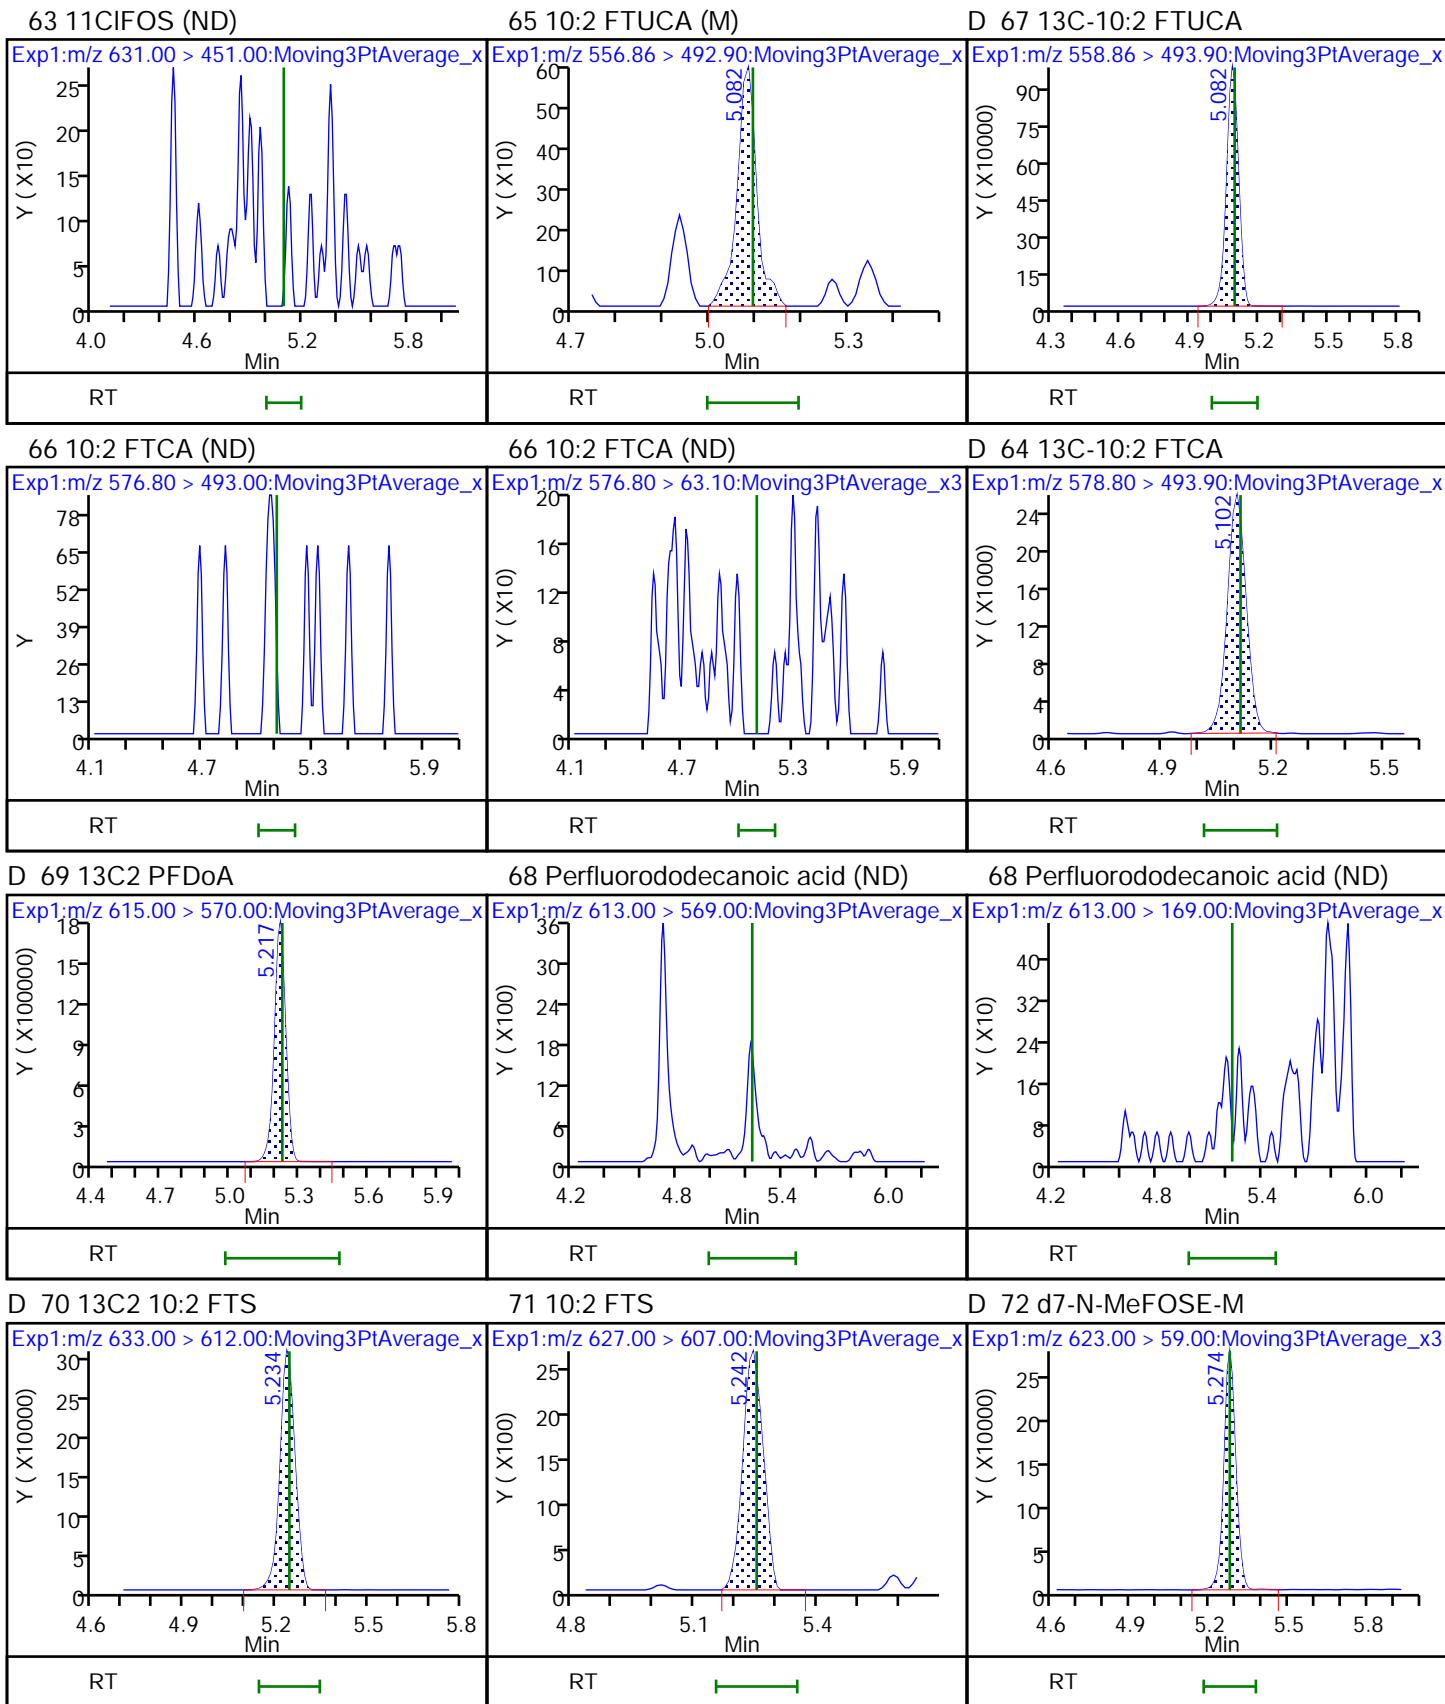 63 11ClFOS (ND)
Exp1:m/z 631.00 > 451.00:Moving3PtAverage_x
Y ( X10)
25
20
15
10
5
0
4.0 4.6 5.2 5.8
Min
RT
65 10:2 FTUCA (M)
Exp1:m/z 556.86 > 492.90:Moving3PtAverage_x
5.082
Y ( X10)
60
50
40
30
20
10
0
4.7 5.0 5.3
Min
RT
D 67 13C-10:2 FTUCA
Exp1:m/z 558.86 > 493.90:Moving3PtAverage_x
5.082
Y ( X10000)
90
75
60
45
30
15
0
4.3 4.6 4.9 5.2 5.5 5.8
Min
RT
66 10:2 FTCA (ND)
Exp1:m/z 576.80 > 493.00:Moving3PtAverage_x
Y
78
65
52
39
26
13
0
4.1 4.7 5.3 5.9
Min
RT
66 10:2 FTCA (ND)
Exp1:m/z 576.80 > 63.10:Moving3PtAverage_x3
Y ( X10)
20
16
12
8
4
0
4.1 4.7 5.3 5.9
Min
RT
D 64 13C-10:2 FTCA
Exp1:m/z 578.80 > 493.90:Moving3PtAverage_x
5.102
Y ( X1000)
24
20
16
12
8
4
0
4.6 4.9 5.2 5.5
Min
RT
D 69 13C2 PFDoA
Exp1:m/z 615.00 > 570.00:Moving3PtAverage_x
5.217
Y ( X100000)
18
15
12
9
6
3
0
4.4 4.7 5.0 5.3 5.6 5.9
Min
RT
68 Perfluorododecanoic acid (ND)
Exp1:m/z 613.00 > 569.00:Moving3PtAverage_x
Y ( X100)
36
30
24
18
12
6
0
4.2 4.8 5.4 6.0
Min
RT
68 Perfluorododecanoic acid (ND)
Exp1:m/z 613.00 > 169.00:Moving3PtAverage_x
Y ( X10)
40
32
24
16
8
0
4.2 4.8 5.4 6.0
Min
RT
D 70 13C2 10:2 FTS
Exp1:m/z 633.00 > 612.00:Moving3PtAverage_x
5.234
Y ( X10000)
30
25
20
15
10
5
0
4.6 4.9 5.2 5.5 5.8
Min
RT
71 10:2 FTS
Exp1:m/z 627.00 > 607.00:Moving3PtAverage_x
5.242
Y ( X100)
25
20
15
10
5
0
4.8 5.1 5.4
Min
RT
D 72 d7-N-MeFOSE-M
Exp1:m/z 623.00 > 59.00:Moving3PtAverage_x3
5.274
Y ( X10000)
25
20
15
10
5
0
4.6 4.9 5.2 5.5 5.8
Min
RT